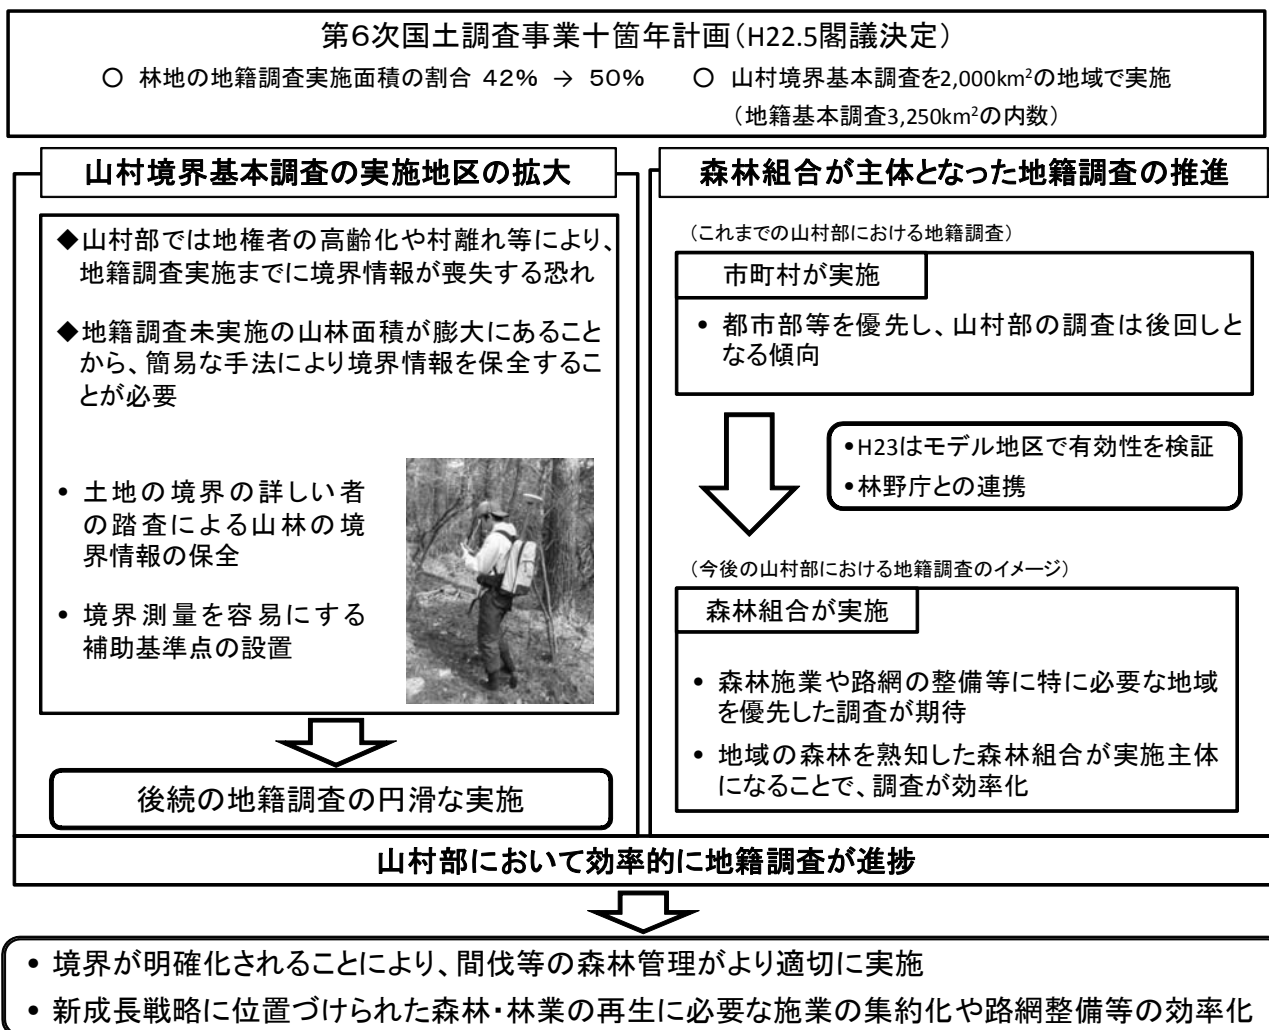 第6次国土調査事業十箇年計画(H22.5閣議決定)
○ 林地の地籍調査実施面積の割合 42% → 50%
○ 山村境界基本調査を2,000km²の地域で実施
(地籍基本調査3,250km²の内数)
山村境界基本調査の実施地区の拡大
◆山村部では地権者の高齢化や村離れ等により、
地籍調査実施までに境界情報が喪失する恐れ
◆地籍調査未実施の山林面積が膨大にあること
から、簡易な手法により境界情報を保全するこ
とが必要
• 土地の境界の詳しい者
の踏査による山林の境
界情報の保全
• 境界測量を容易にする
補助基準点の設置
後続の地籍調査の円滑な実施
森林組合が主体となった地籍調査の推進
(これまでの山村部における地籍調査)
市町村が実施
• 都市部等を優先し、山村部の調査は後回しと
なる傾向
•H23はモデル地区で有効性を検証
•林野庁との連携
(今後の山村部における地籍調査のイメージ)
森林組合が実施
• 森林施業や路網の整備等に特に必要な地域
を優先した調査が期待
• 地域の森林を熟知した森林組合が実施主体
になることで、調査が効率化
山村部において効率的に地籍調査が進捗
• 境界が明確化されることにより、間伐等の森林管理がより適切に実施
• 新成長戦略に位置づけられた森林・林業の再生に必要な施業の集約化や路網整備等の効率化